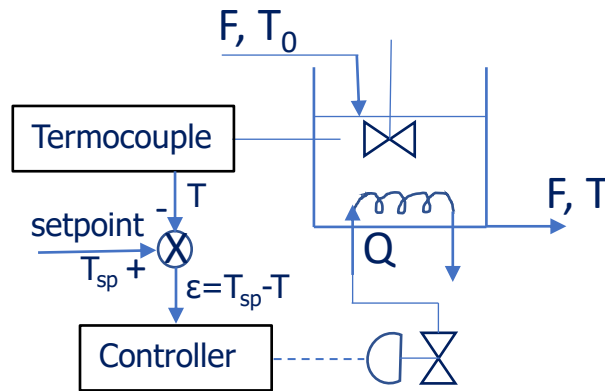 F, T₀
Termocouple
- T
F, T
setpoint
Tsp +
X
Q
ε=Tsp-T
Controller